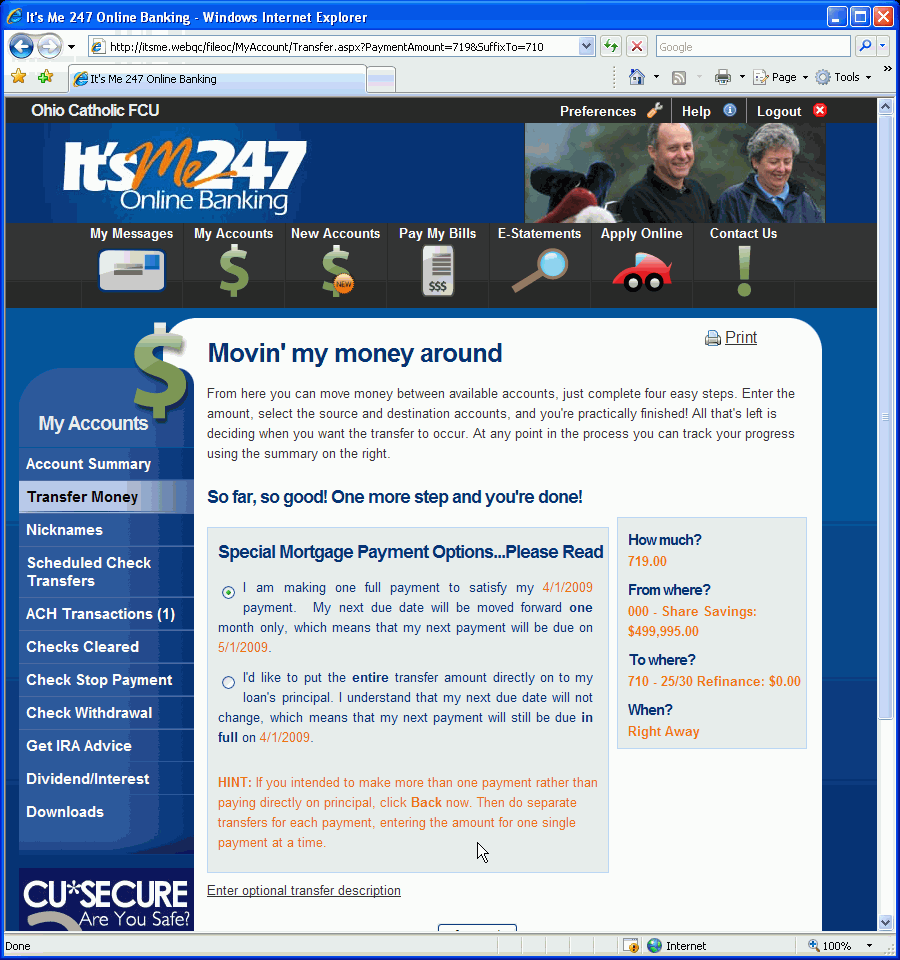 It's Me 247 Online Banking - Windows Internet Explorer
http://itsme.webqc/fileoc/MyAccount/Transfer.aspx?PaymentAmount=719&SuffixTo=710
Google
It's Me 247 Online Banking
Page
Tools
Ohio Catholic FCU
Preferences
Help
Logout
It's Me 247
Online Banking
My Messages
My Accounts
New Accounts
Pay My Bills
E-Statements
Apply Online
Contact Us
NEW
$$$
Print
Movin' my money around
From here you can move money between available accounts, just complete four easy steps. Enter the
amount, select the source and destination accounts, and you're practically finished! All that's left is
deciding when you want the transfer to occur. At any point in the process you can track your progress
using the summary on the right.
My Accounts
Account Summary
Transfer Money
Nicknames
Scheduled Check
Transfers
ACH Transactions (1)
Checks Cleared
Check Stop Payment
Check Withdrawal
Get IRA Advice
Dividend/Interest
Downloads
CU*SECURE
Are You Safe?
So far, so good! One more step and you're done!
Special Mortgage Payment Options...Please Read
I am making one full payment to satisfy my 4/1/2009
payment. My next due date will be moved forward one
month only, which means that my next payment will be due on
5/1/2009.
I'd like to put the entire transfer amount directly on to my
loan's principal. I understand that my next due date will not
change, which means that my next payment will still be due in
full on 4/1/2009.
HINT: If you intended to make more than one payment rather than
paying directly on principal, click Back now. Then do separate
transfers for each payment, entering the amount for one single
payment at a time.
How much?
719.00
From where?
000 - Share Savings:
$499,995.00
To where?
710 - 25/30 Refinance: $0.00
When?
Right Away
Enter optional transfer description
Done
Internet
100%